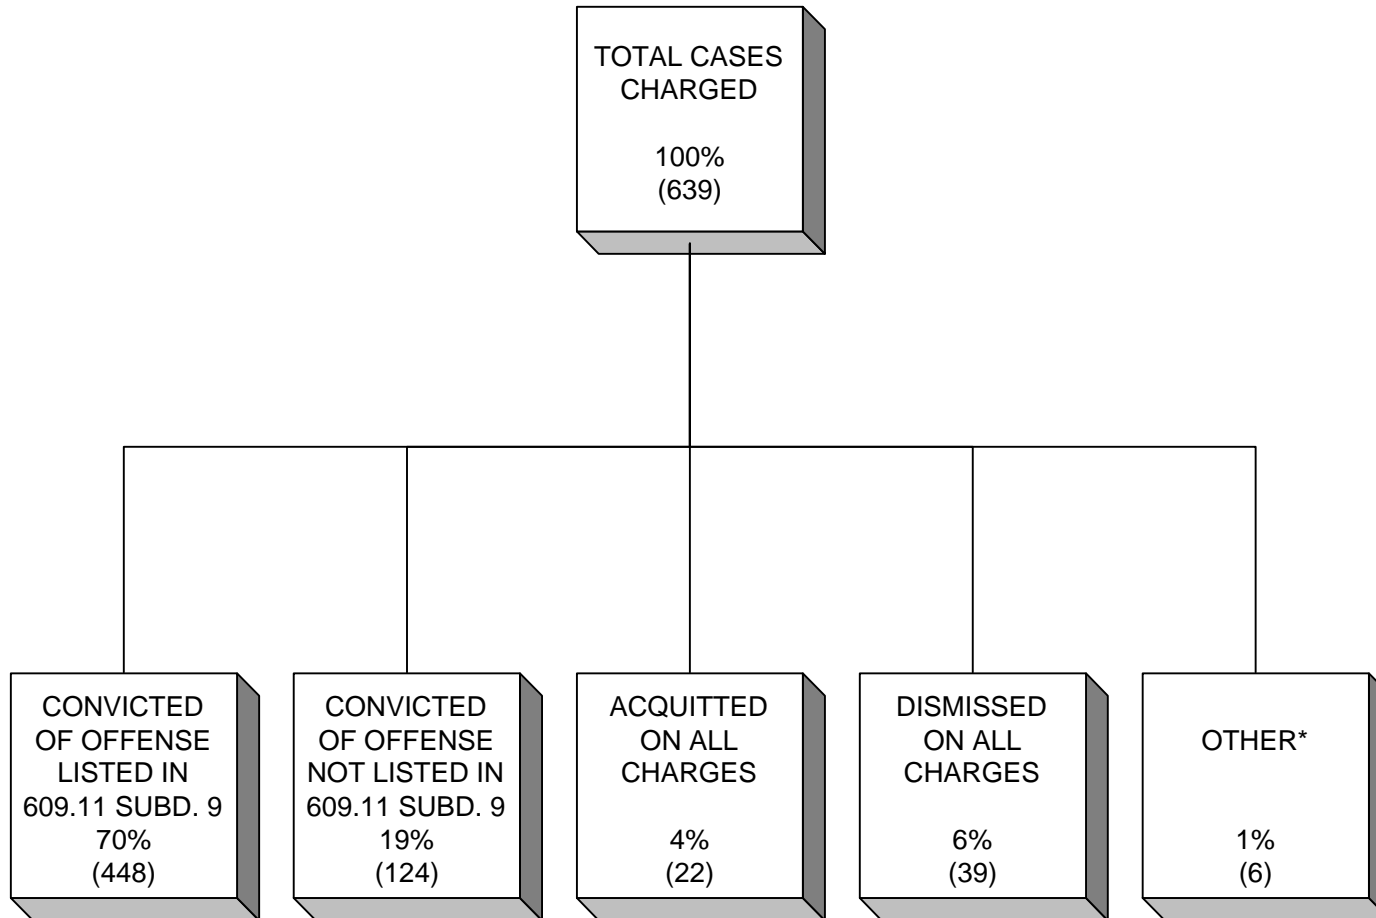 TOTAL CASES
CHARGED
100%
(639)
CONVICTED
OF OFFENSE
LISTED IN
609.11 SUBD. 9
70%
(448)
CONVICTED
OF OFFENSE
NOT LISTED IN
609.11 SUBD. 9
19%
(124)
ACQUITTED
ON ALL
CHARGES
4%
(22)
DISMISSED
ON ALL
CHARGES
6%
(39)
OTHER*
1%
(6)